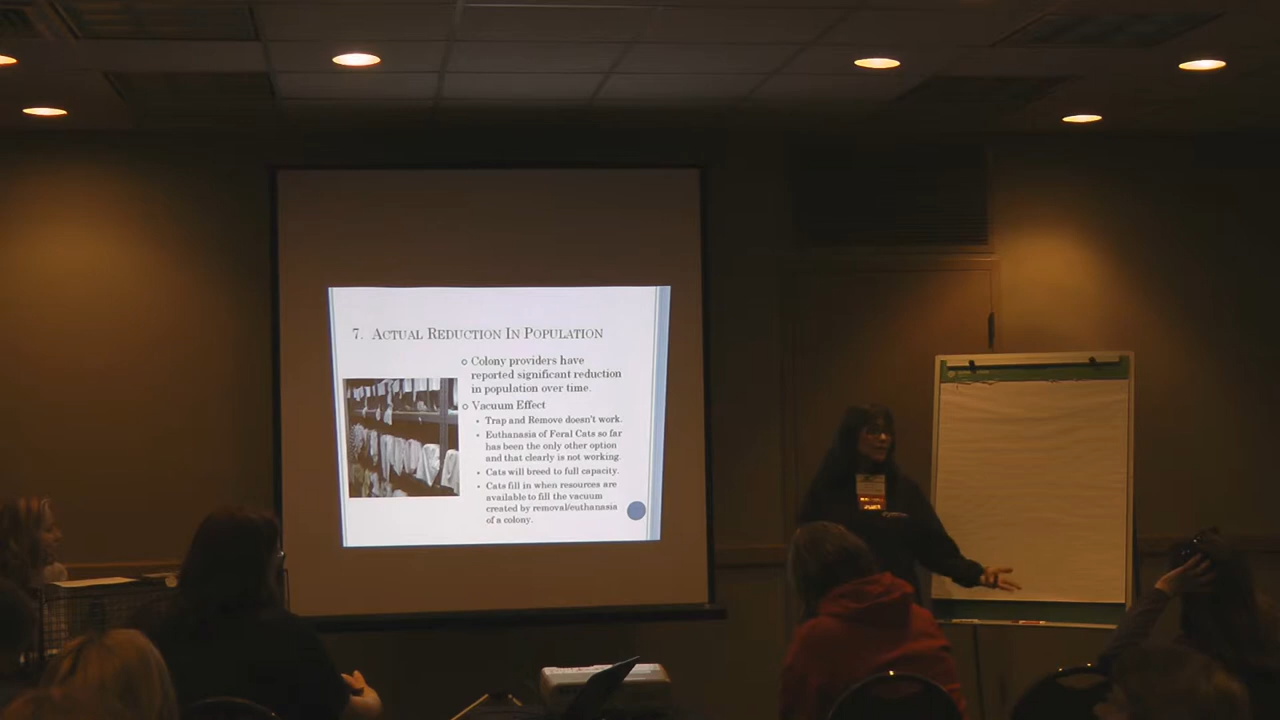 7. Actual Reduction In Population
Colony providers have
reported significant reduction
in population over time.
Vacuum Effect
Trap and Remove doesn't work.
Euthanasia of Feral Cats so far
has been the only other option
and that clearly is not working.
Cats will breed to full capacity.
Cats fill in when resources are
available to fill the vacuum
created by removal/euthanasia
of a colony.